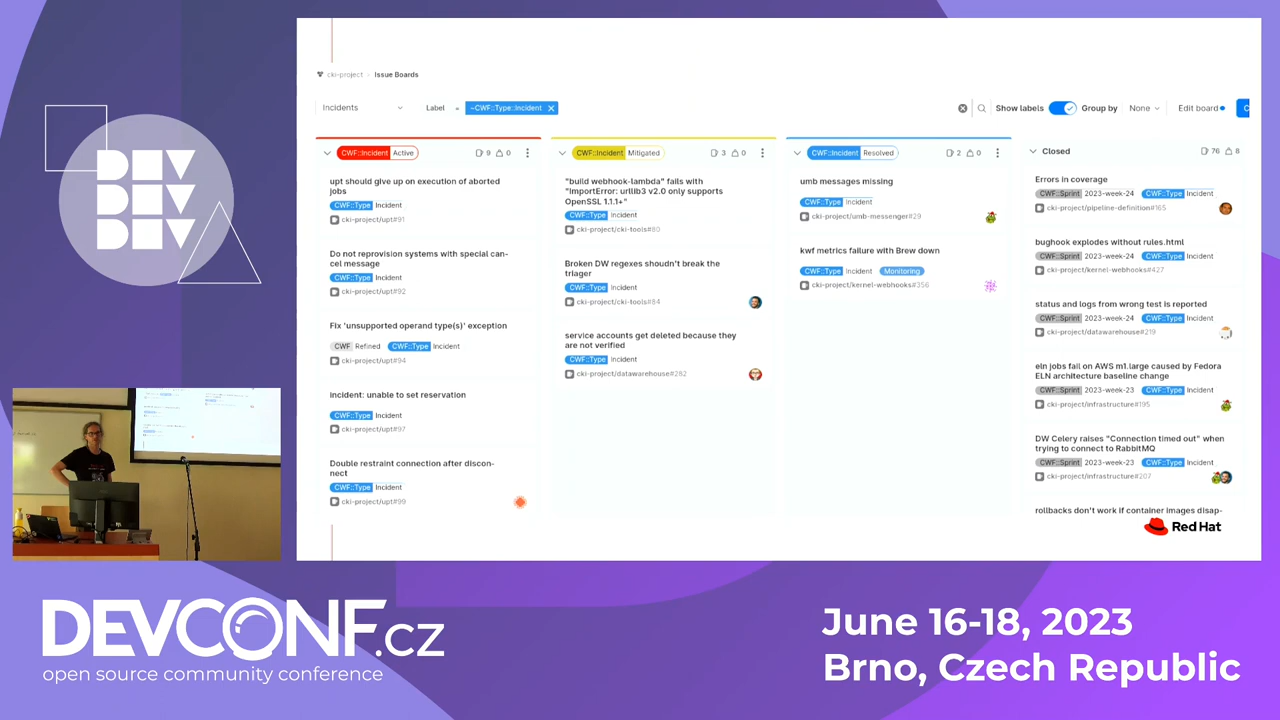 DEV
DEV
DEV
cki-project > Issue Boards
Incidents
Label
=
~CWF::Type::Incident
Show labels
Group by
None
Edit board
CWF::Incident Active
9
0
upt should give up on execution of aborted
jobs
CWF::Type Incident
cki-project/upt#91
Do not reprovision systems with special can-
cel message
CWF::Type Incident
cki-project/upt#92
Fix 'unsupported operand type(s)' exception
CWF Refined CWF::Type Incident
cki-project/upt#94
incident: unable to set reservation
CWF::Type Incident
cki-project/upt#97
Double restraint connection after discon-
nect
CWF::Type Incident
cki-project/upt#99
CWF::Incident Mitigated
3
0
"build webhook-lambda" fails with
"ImportError: urllib3 v2.0 only supports
OpenSSL 1.1.1+"
CWF::Type Incident
cki-project/cki-tools#80
Broken DW regexes shoudn't break the
triager
CWF::Type Incident
cki-project/cki-tools#84
service accounts get deleted because they
are not verified
CWF::Type Incident
cki-project/datawarehouse#282
CWF::Incident Resolved
2
0
umb messages missing
CWF::Type Incident
cki-project/umb-messenger#29
kwf metrics failure with Brew down
CWF::Type Incident Monitoring
cki-project/kernel-webhooks#356
Closed
76
8
Errors in coverage
CWF::Sprint 2023-week-24 CWF::Type Incident
cki-project/pipeline-definition#165
bughook explodes without rules.html
CWF::Sprint 2023-week-24 CWF::Type Incident
cki-project/kernel-webhooks#427
status and logs from wrong test is reported
CWF::Sprint 2023-week-24 CWF::Type Incident
cki-project/datawarehouse#219
eln jobs fail on AWS m1.large caused by Fedora
ELN architecture baseline change
CWF::Sprint 2023-week-23 CWF::Type Incident
cki-project/infrastructure#195
DW Celery raises "Connection timed out" when
trying to connect to RabbitMQ
CWF::Sprint 2023-week-23 CWF::Type Incident
cki-project/infrastructure#207
rollbacks don't work if container images disap-
Red Hat
DEVCONF.cz
open source community conference
June 16-18, 2023
Brno, Czech Republic